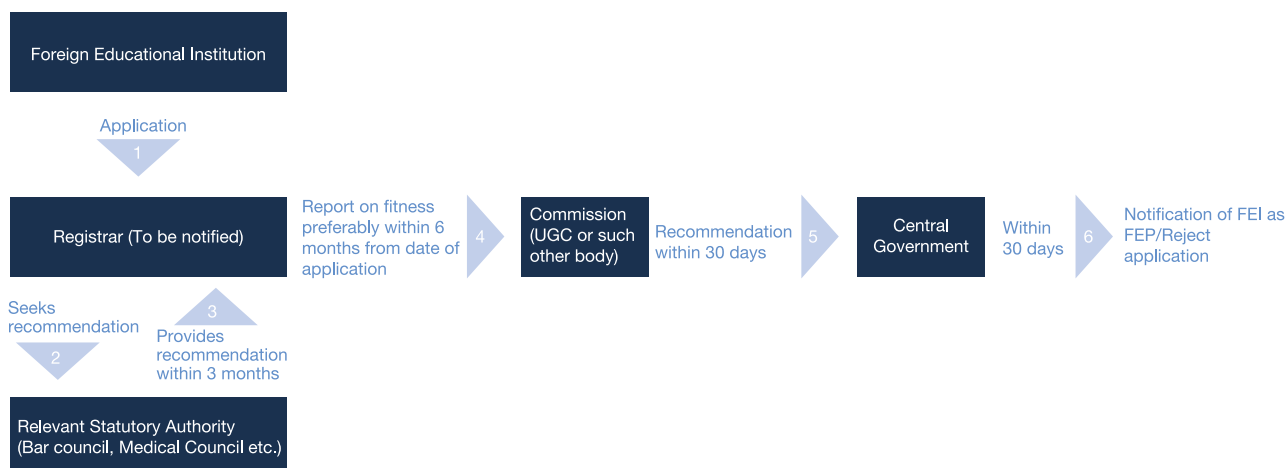 Foreign Educational Institution
Application
1
Registrar (To be notified)
Report on fitness
preferably within 6
months from date of
application
4
Commission
(UGC or such
other body)
Recommendation
within 30 days
5
Central
Government
Within
30 days
6
Notification of FEI as
FEP/Reject
application
Seeks
recommendation
2
3
Provides
recommendation
within 3 months
Relevant Statutory Authority
(Bar council, Medical Council etc.)